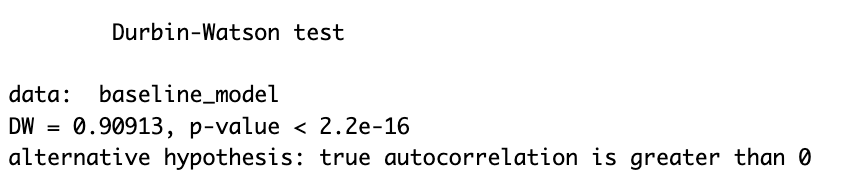 Durbin-Watson test
data:  baseline_model
DW = 0.90913, p-value < 2.2e-16
alternative hypothesis: true autocorrelation is greater than 0